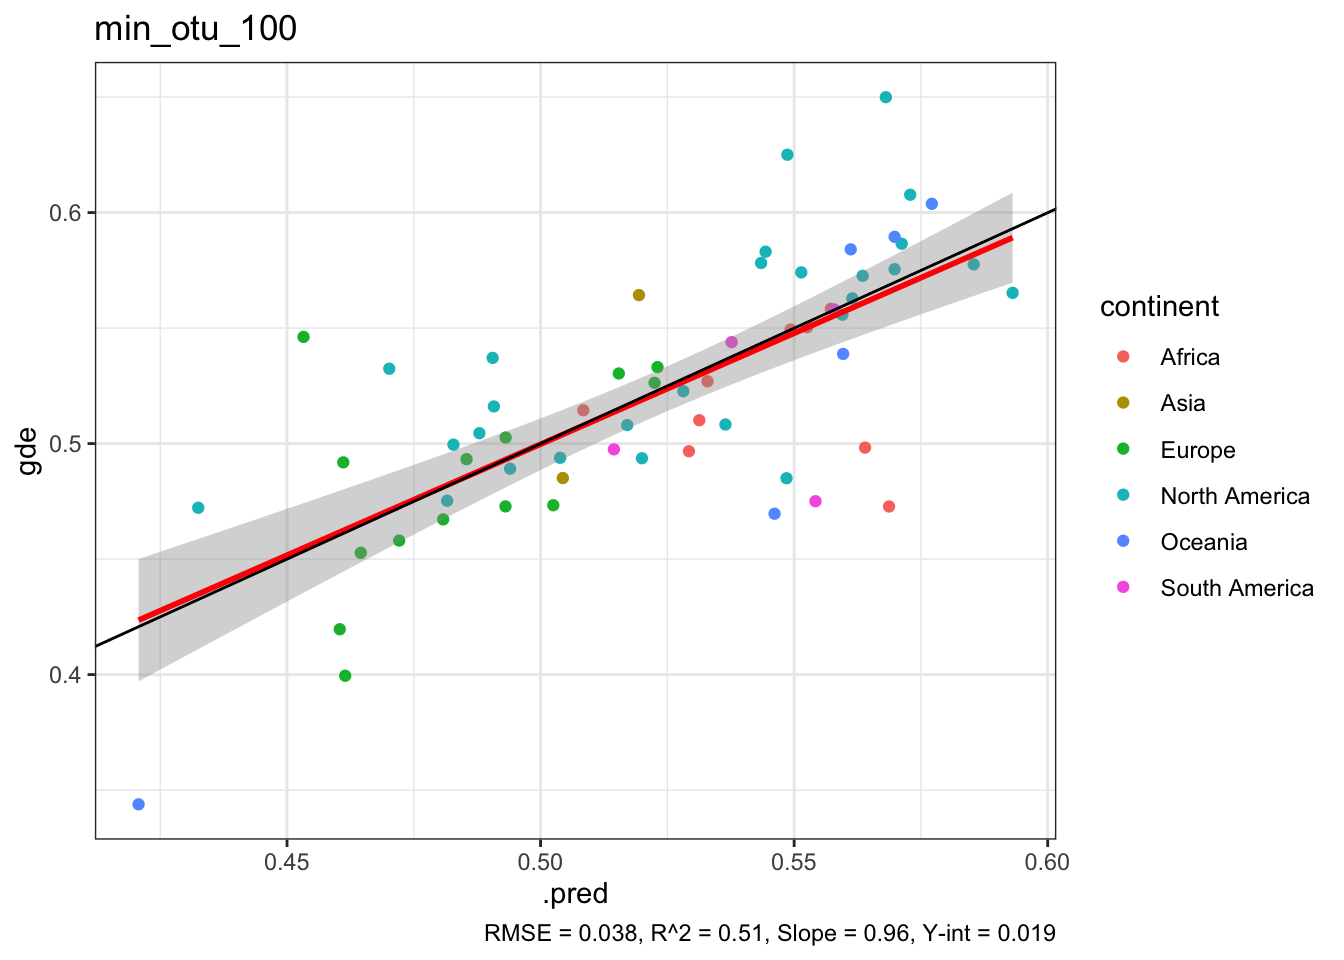 min_otu_100
gde
0.6
0.5
0.4
0.45 0.50 0.55 0.60
.pred
RMSE = 0.038, R^2 = 0.51, Slope = 0.96, Y-int = 0.019
continent
Africa
Asia
Europe
North America
Oceania
South America